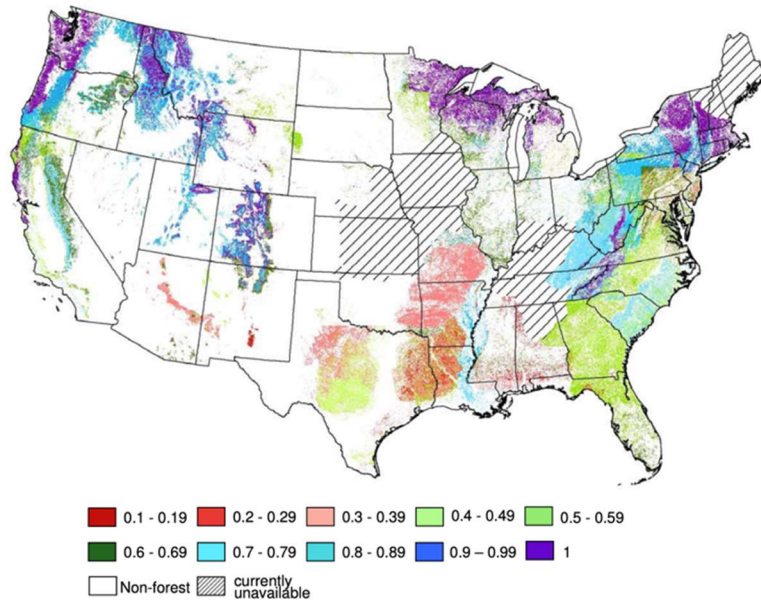 0.1 - 0.19 0.2 - 0.29 0.3 - 0.39 0.4 - 0.49 0.5 - 0.59
0.6 - 0.69 0.7 - 0.79 0.8 - 0.89 0.9 – 0.99 1
Non-forest currently
unavailable